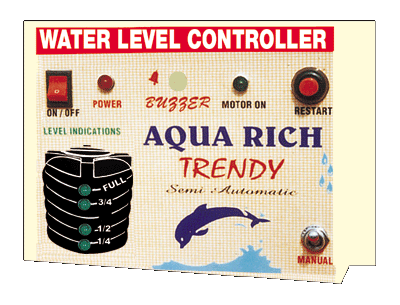 WATER LEVEL CONTROLLER
ON / OFF
POWER
BUZZER
MOTOR ON
RESTART
LEVEL INDICATIONS
AQUA RICH
TRENDY
Semi :Automatic
FULL
3/4
1/2
1/4
MANUAL